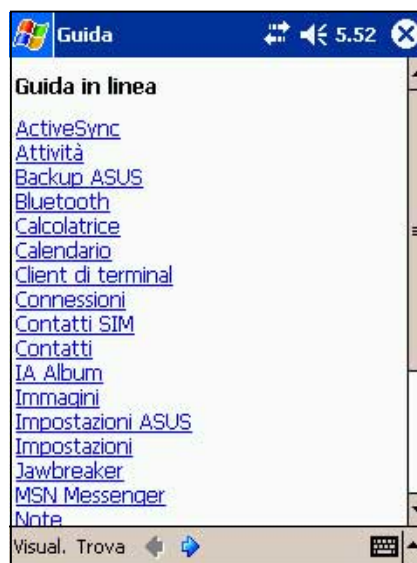 Guida 5.52
Guida in linea
ActiveSync
Attività
Backup ASUS
Bluetooth
Calcolatrice
Calendario
Client di terminal
Connessioni
Contatti SIM
Contatti
IA Album
Immagini
Impostazioni ASUS
Impostazioni
Jawbreaker
MSN Messenger
Note
Visual. Trova